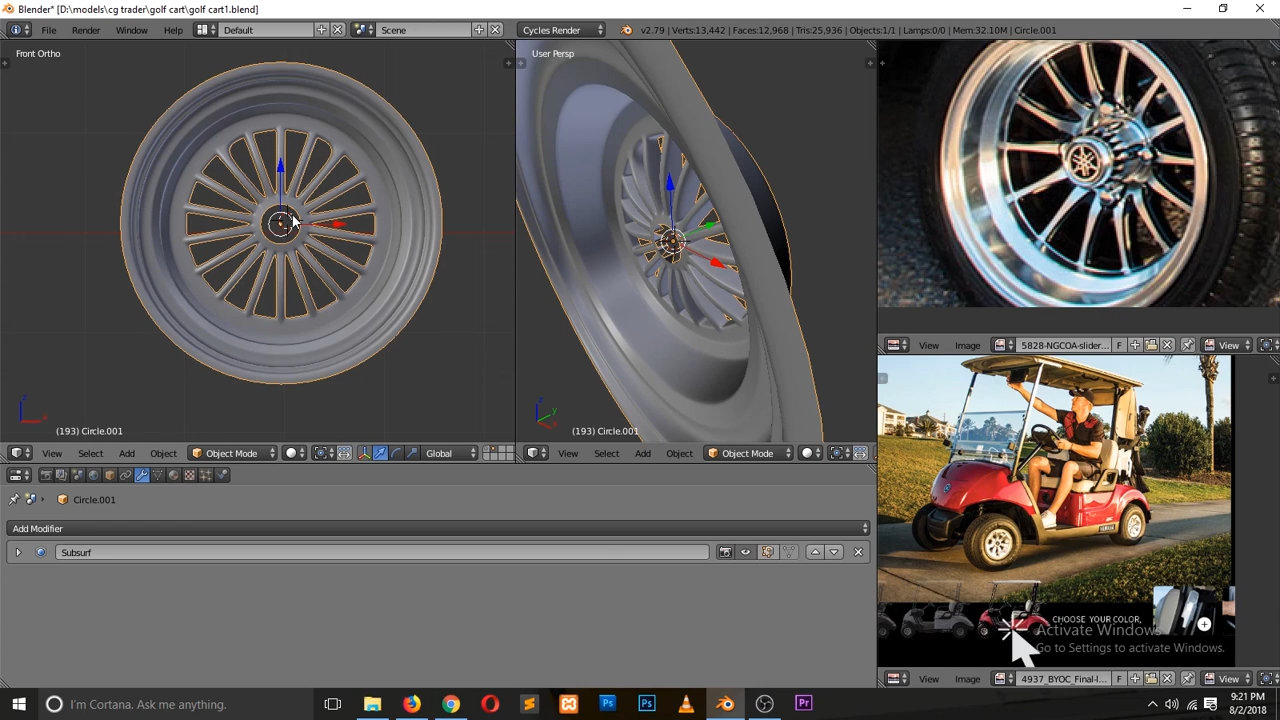 Blender* [D:\models\cg trader\golf cart\golf cart1.blend]
File Render Window Help Default Scene Cycles Render v2.79 | Verts:13,442 | Faces:12,968 | Tris:25,936 | Objects:1/1 | Lamps:0/0 | Mem:32.10M | Circle.001
Front Ortho
User Persp
(193) Circle.001
(193) Circle.001
View Select Add Object Object Mode Global
View Select Add Object Object Mode
View Image 5828-NGCOA-slider... F View
Circle.001
Add Modifier
Subsurf
CHOOSE YOUR COLOR,
Activate Windows
Go to Settings to activate Windows.
View Image 4937_BYOC_Final-I... F View
I'm Cortana. Ask me anything.
9:21 PM
8/2/2018